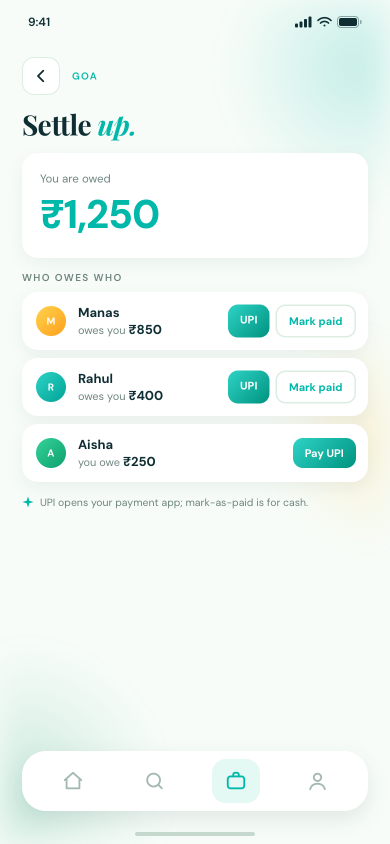 9:41
GOA
Settle up.
You are owed
₹1,250
WHO OWES WHO
M
Manas
owes you ₹850
UPI
Mark paid
R
Rahul
owes you ₹400
UPI
Mark paid
A
Aisha
you owe ₹250
Pay UPI
UPI opens your payment app; mark-as-paid is for cash.